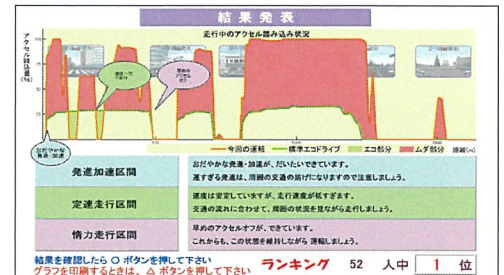 結果発表
走行中のアクセル踏み込み状況
アクセル踏込量(%)
100
75
50
25
おだやかな
発進・加速
早めの
アクセル
オフ
今回の運転
標準エコドライブ
エコ部分
ムダ部分
距離(m)
発進加速区間
おだやかな発進・加速が、だいたいできています。
遅すぎる発進は、周囲の交通の妨げになりますので注意しましょう。
定速走行区間
速度は安定していますが、走行速度が低すぎます。
交通の流れに合わせて、周囲の状況を見ながら走行しましょう。
惰力走行区間
早めのアクセルオフが、できています。
これからも、この状態を維持しながら 運転しましょう。
結果を確認したら ○ ボタンを押して下さい
グラフを印刷するときは、△ ボタンを押して下さい
ランキング 52 人中 1 位